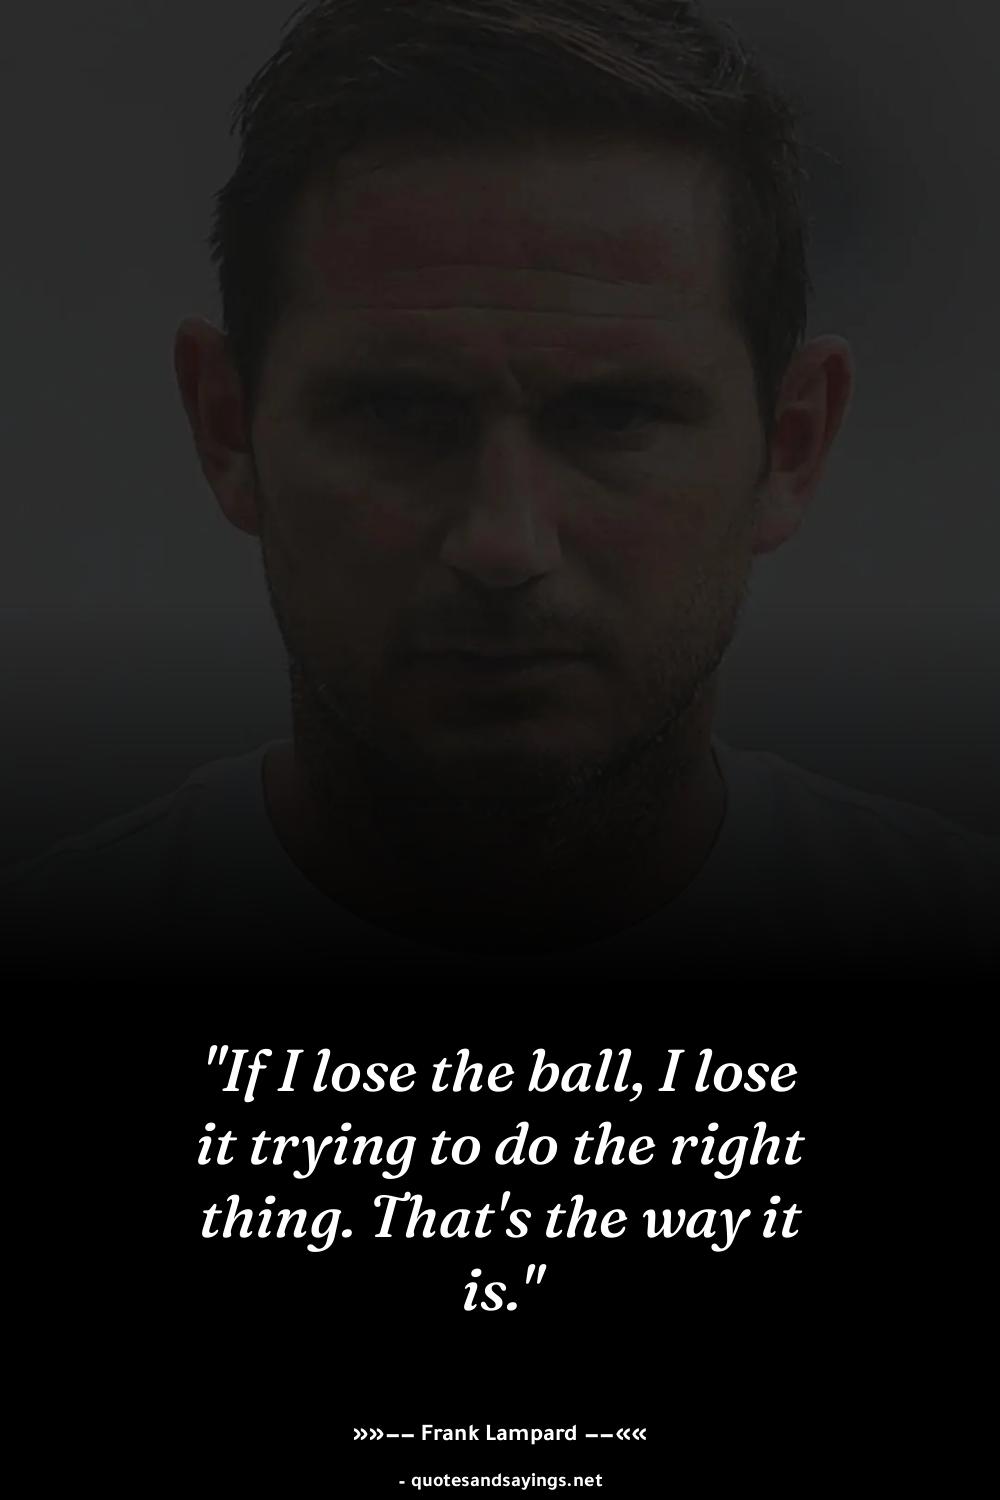 "If I lose the ball, I lose
it trying to do the right
thing. That's the way it
is."
»»−− Frank Lampard −−««
- quotesandsayings.net